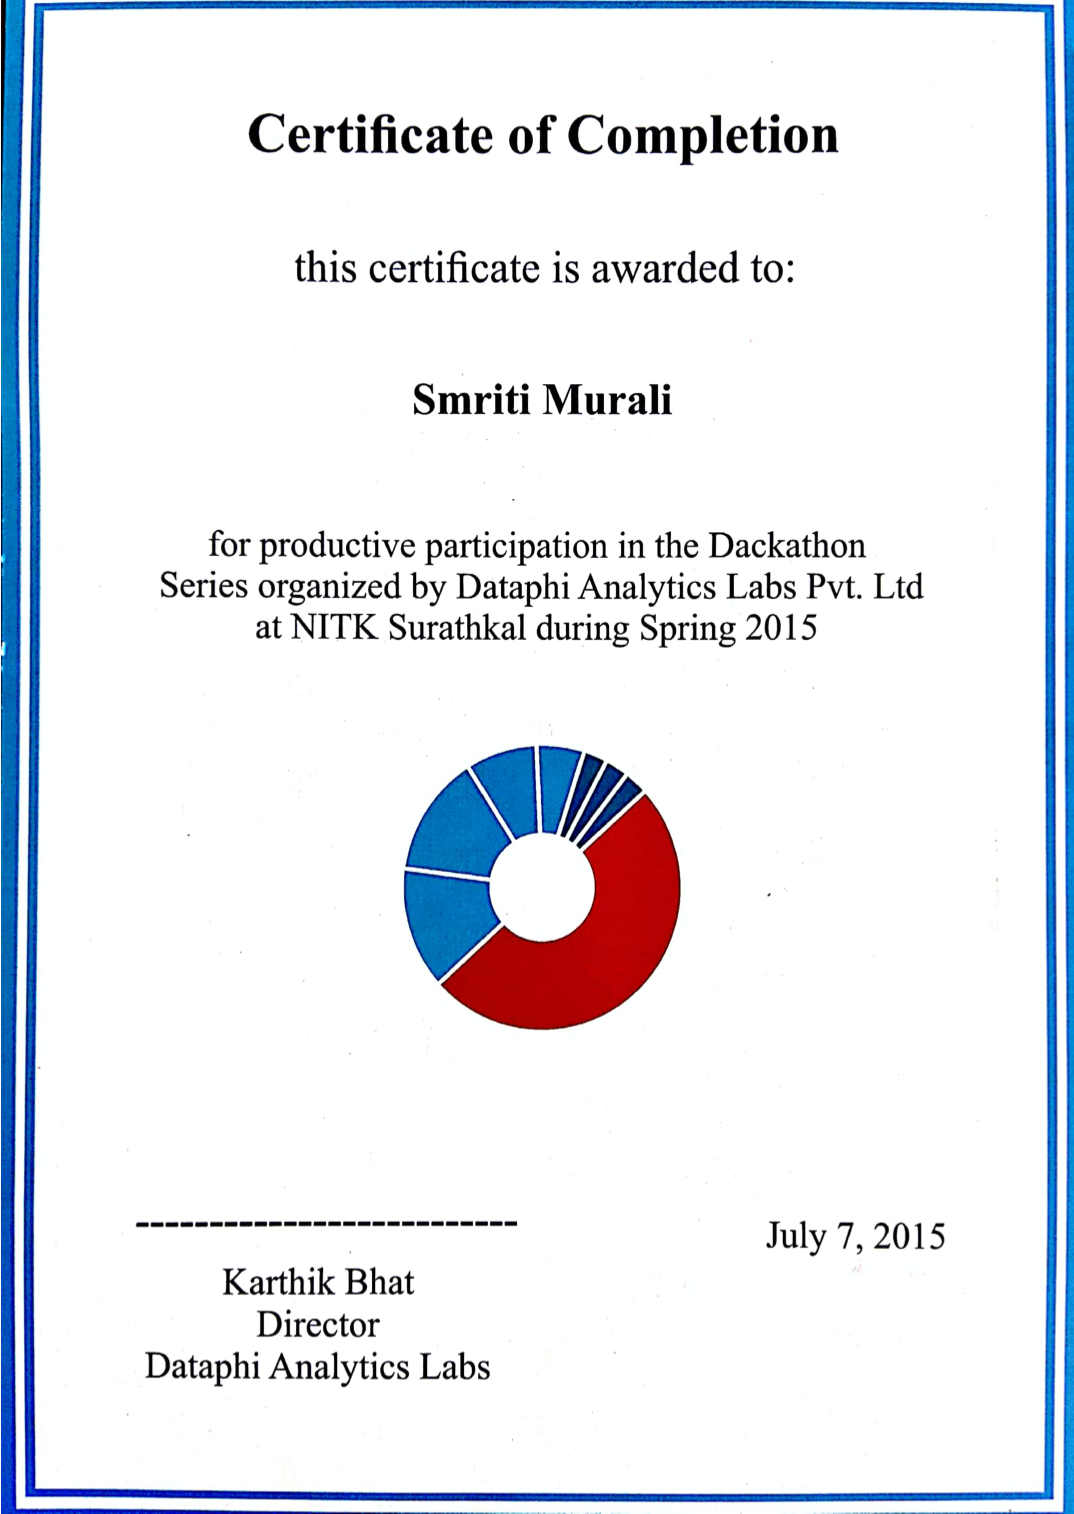 Certificate of Completion
this certificate is awarded to:
Smriti Murali
for productive participation in the Dackathon
Series organized by Dataphi Analytics Labs Pvt. Ltd
at NITK Surathkal during Spring 2015
--------------------------
July 7, 2015
Karthik Bhat
Director
Dataphi Analytics Labs